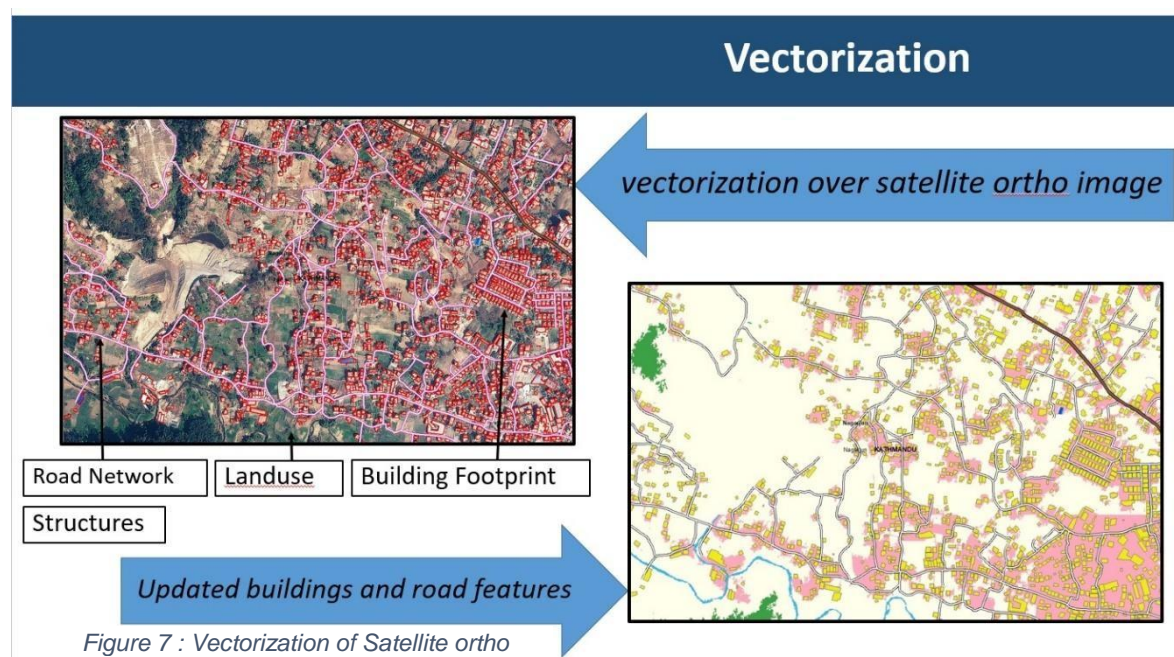 Vectorization
vectorization over satellite ortho image
Road Network
Landuse
Building Footprint
Structures
KATHMANDU
Updated buildings and road features
Figure 7 : Vectorization of Satellite ortho